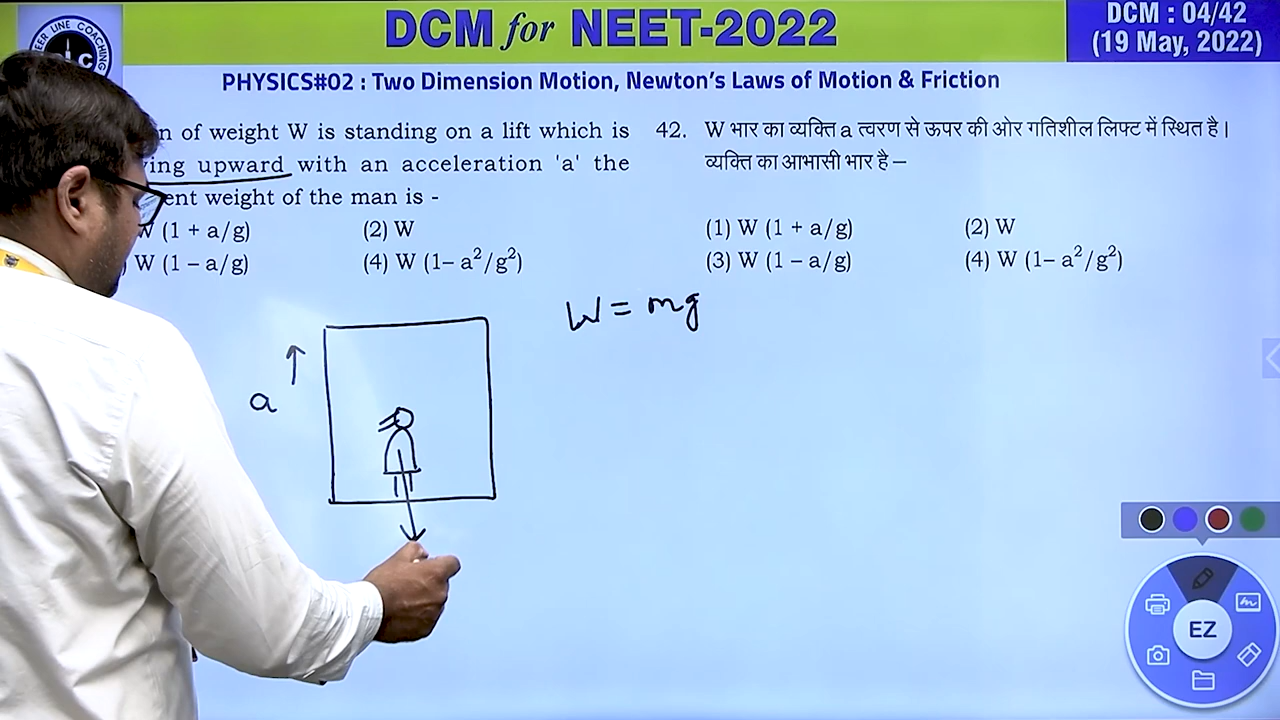 DCM for NEET-2022
DCM : 04/42
(19 May, 2022)
PHYSICS#02 : Two Dimension Motion, Newton's Laws of Motion & Friction
of weight W is standing on a lift which is
upward with an acceleration 'a' the
weight of the man is -
W (1 + a/g) (2) W
W (1 – a/g) (4) W (1– a²/g²)
42. W भार का व्यक्ति a त्वरण से ऊपर की ओर गतिशील लिफ्ट में स्थित है।
व्यक्ति का आभासी भार है –
(1) W (1 + a/g) (2) W
(3) W (1 – a/g) (4) W (1– a²/g²)
W = mg
a
EZ